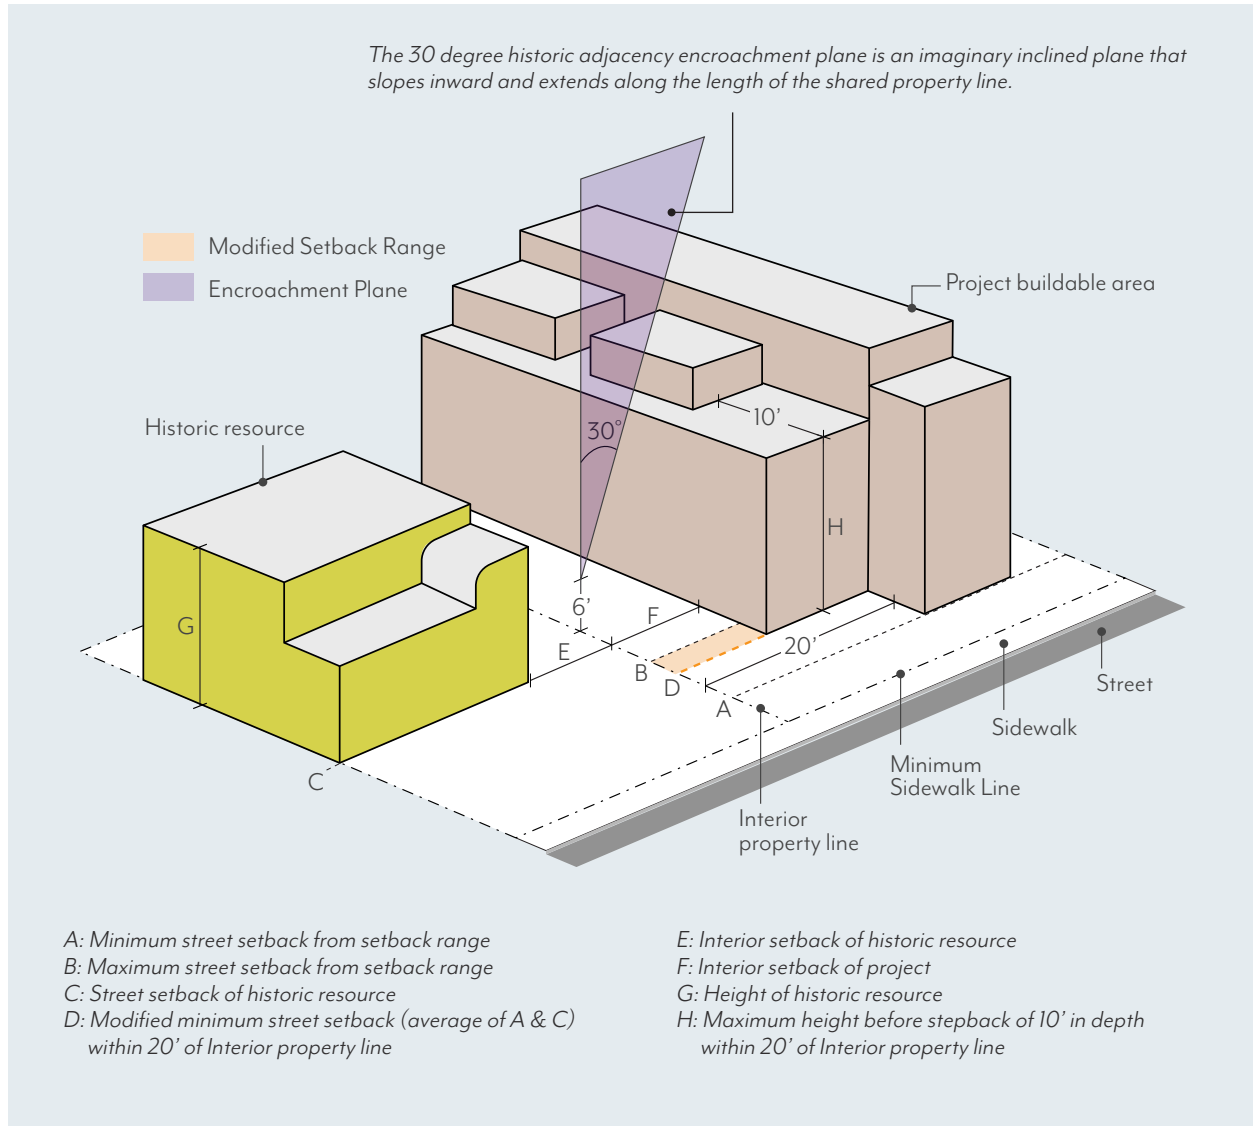 The 30 degree historic adjacency encroachment plane is an imaginary inclined plane that
slopes inward and extends along the length of the shared property line.
Modified Setback Range
Encroachment Plane
Project buildable area
Historic resource
10’
30°
H
G
6’
F
E
20’
B
D
A
C
Street
Sidewalk
Minimum
Sidewalk Line
Interior
property line
A: Minimum street setback from setback range
B: Maximum street setback from setback range
C: Street setback of historic resource
D: Modified minimum street setback (average of A & C)
within 20’ of Interior property line
E: Interior setback of historic resource
F: Interior setback of project
G: Height of historic resource
H: Maximum height before stepback of 10’ in depth
within 20’ of Interior property line